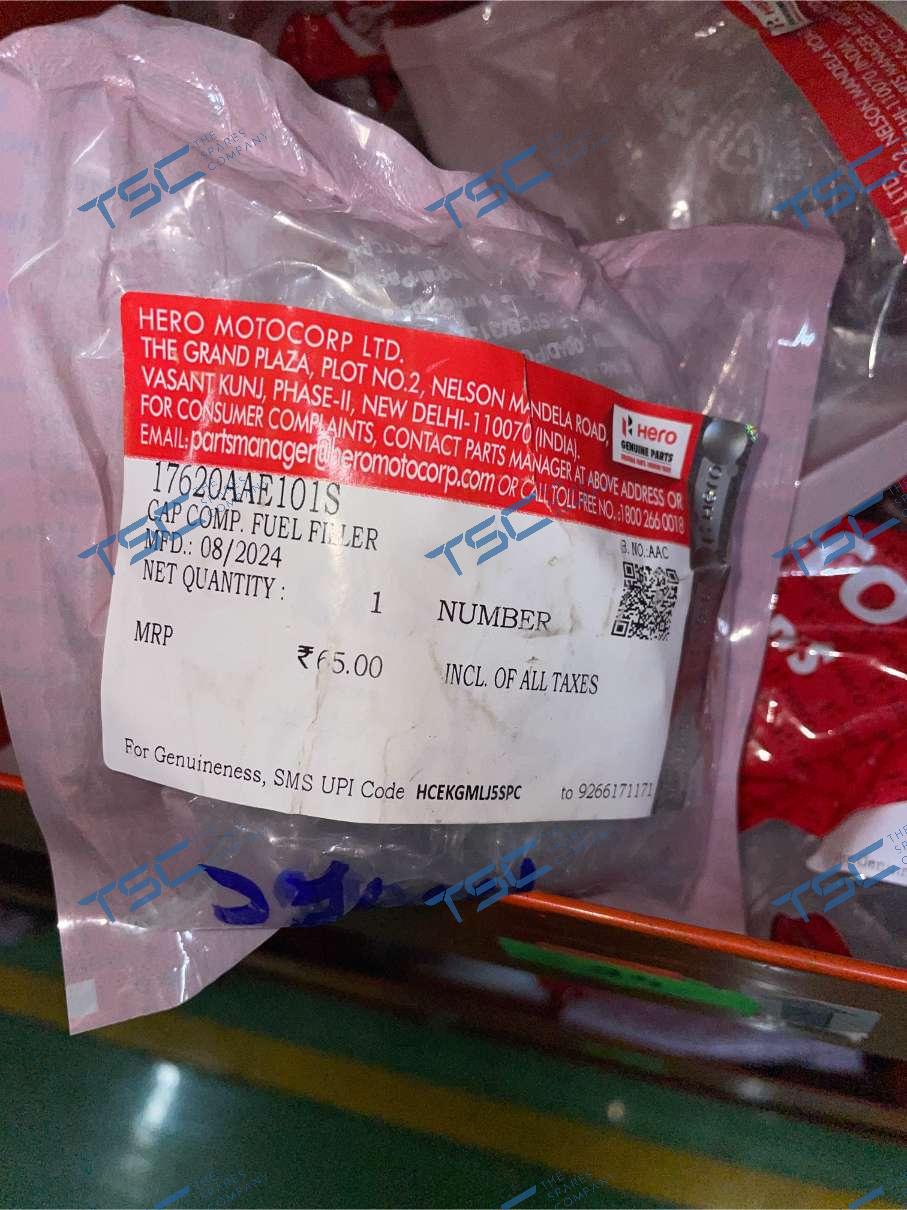 HERO MOTOCORP LTD.
THE GRAND PLAZA, PLOT NO.2, NELSON MANDELA ROAD,
VASANT KUNJ, PHASE-II, NEW DELHI-110070 (INDIA).
FOR CONSUMER COMPLAINTS, CONTACT PARTS MANAGER AT ABOVE ADDRESS OR
EMAIL:partsmanager@heromotocorp.com OR CALL TOLL FREE NO.:1800 266 0018
Hero
GENUINE PARTS
17620AAE101S
CAP COMP. FUEL FILLER
MFD.: 08/2024
B. NO.:AAC
NET QUANTITY : 1 NUMBER
MRP ₹65.00 INCL. OF ALL TAXES
For Genuineness, SMS UPI Code HCEKGMLJ5SPC to 9266171171
TSC THE SPARES COMPANY